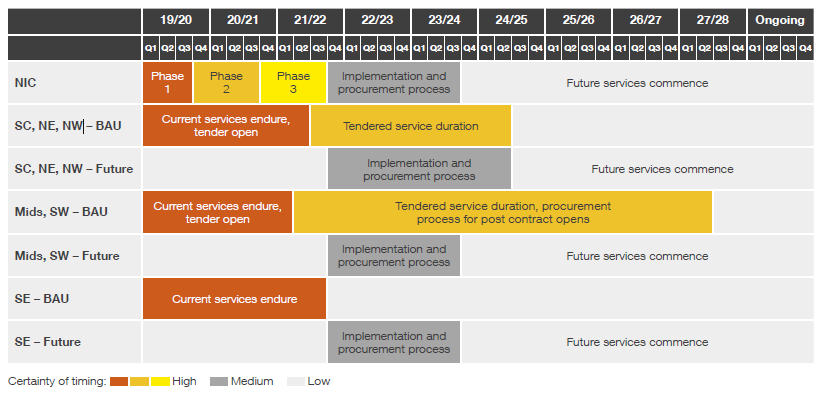 19/20 20/21 21/22 22/23 23/24 24/25 25/26 26/27 27/28 Ongoing
Q1 Q2 Q3 Q4 Q1 Q2 Q3 Q4 Q1 Q2 Q3 Q4 Q1 Q2 Q3 Q4 Q1 Q2 Q3 Q4 Q1 Q2 Q3 Q4 Q1 Q2 Q3 Q4 Q1 Q2 Q3 Q4 Q1 Q2 Q3 Q4 Q1 Q2 Q3 Q4
NIC
Phase
1
Phase
2
Phase
3
Implementation and
procurement process
Future services commence
SC, NE, NW – BAU
Current services endure,
tender open
Tendered service duration
SC, NE, NW – Future
Implementation and
procurement process
Future services commence
Mids, SW – BAU
Current services endure,
tender open
Tendered service duration, procurement
process for post contract opens
Mids, SW – Future
Implementation and
procurement process
Future services commence
SE – BAU
Current services endure
SE – Future
Implementation and
procurement process
Future services commence
Certainty of timing: High Medium Low